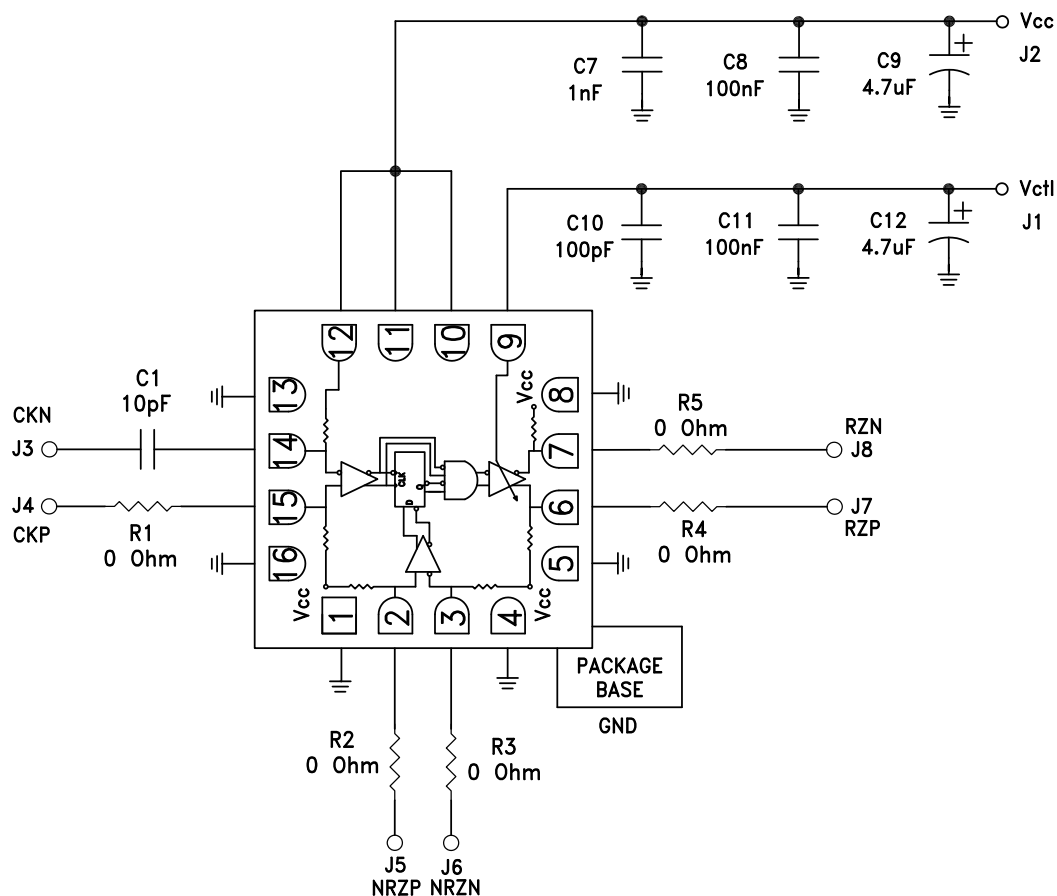 Vcc
J2
C7
1nF
C8
100nF
C9
4.7uF
+
Vctl
J1
C10
100pF
C11
100nF
C12
4.7uF
+
12
11
10
9
C1
10pF
CKN
J3
J4
CKP
R1
0 Ohm
13
14
15
16
Vcc
8
7
6
5
CLK
D
Q
R5
0 Ohm
RZN
J8
R4
0 Ohm
J7
RZP
Vcc
1
2
3
4
Vcc
PACKAGE
BASE
GND
R2
0 Ohm
R3
0 Ohm
J5
NRZP
J6
NRZN